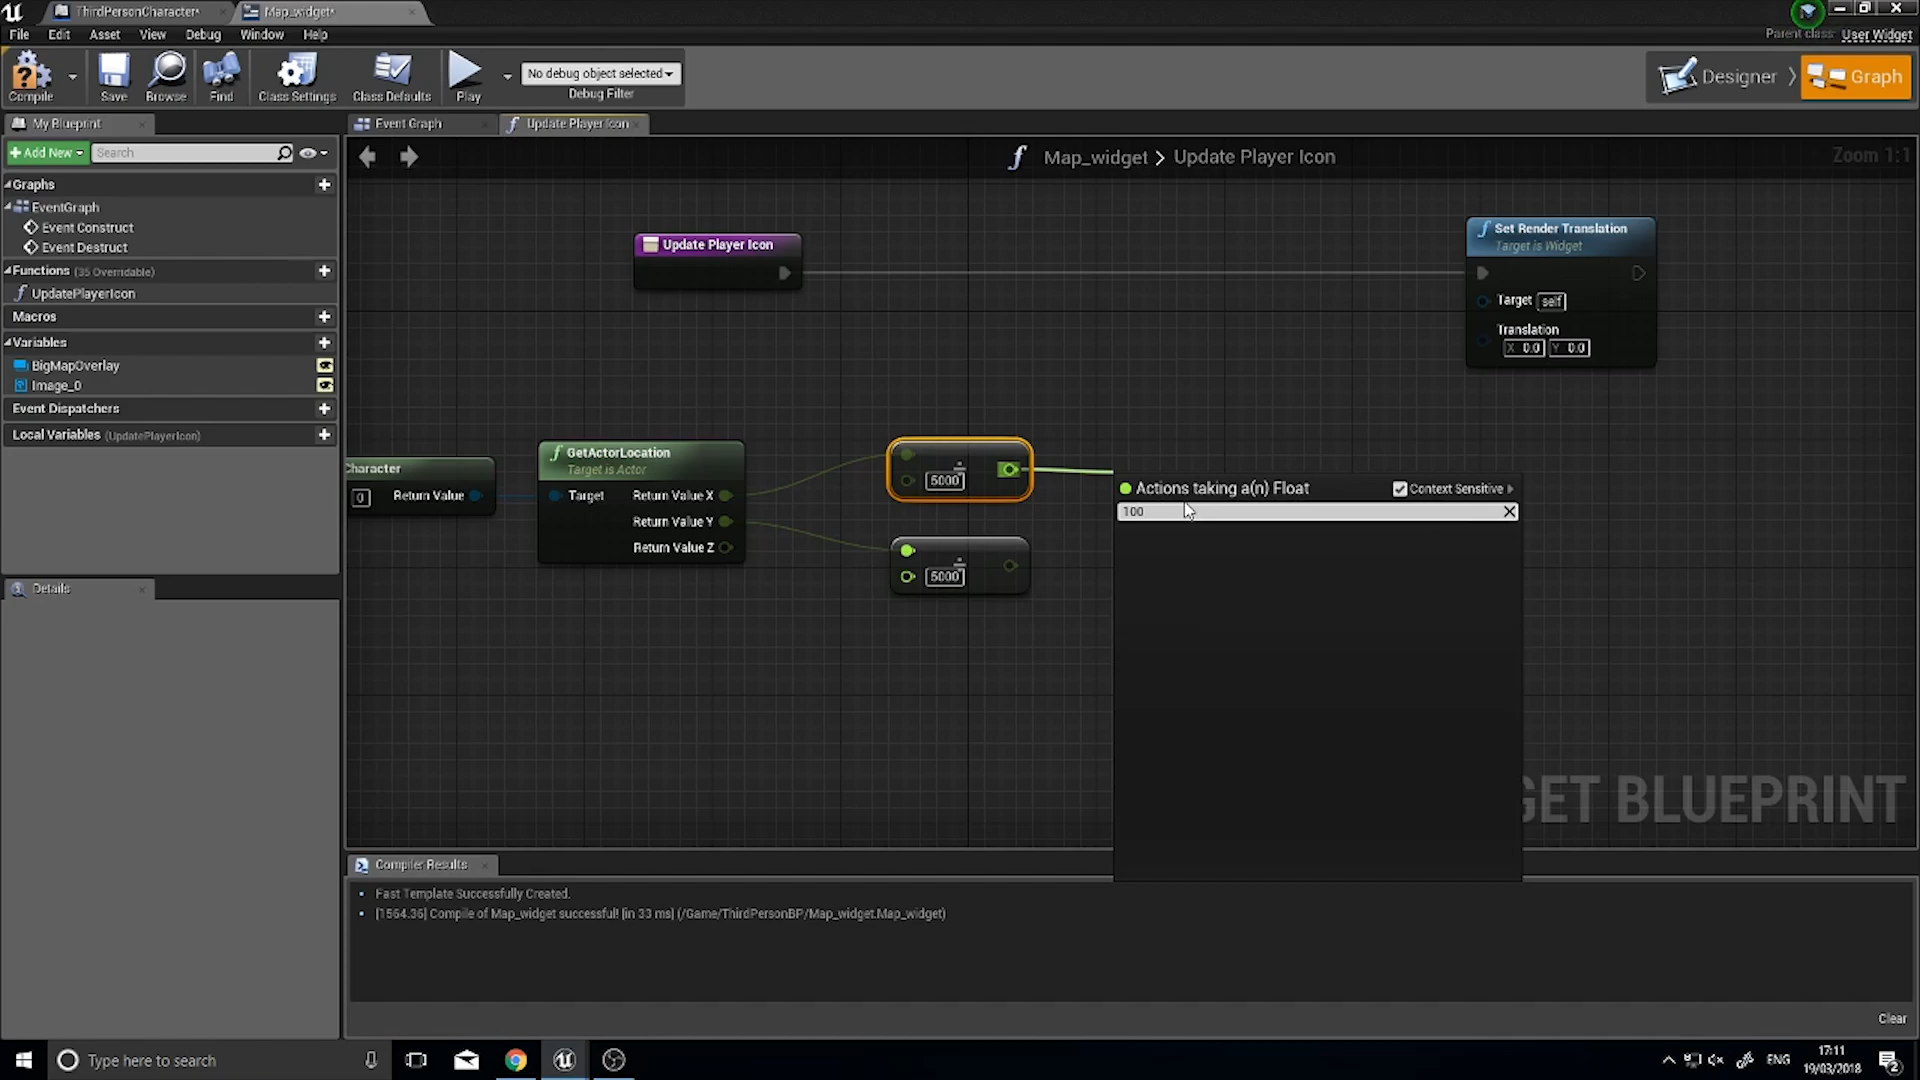 ThirdPersonCharacter*
Map_widget*
File Edit Asset View Debug Window Help
Parent class: User Widget
Compile
Save
Browse
Find
Class Settings
Class Defaults
Play
No debug object selected
Debug Filter
Designer
Graph
My Blueprint
Event Graph
Update Player Icon
Add New
Search
Map_widget > Update Player Icon
Zoom 1:1
Graphs
EventGraph
Event Construct
Event Destruct
Functions (35 Overridable)
UpdatePlayerIcon
Macros
Variables
BigMapOverlay
Image_0
Event Dispatchers
Local Variables (UpdatePlayerIcon)
Details
Update Player Icon
Set Render Translation
Target is Widget
Target self
Translation
X 0.0 Y 0.0
Character
0 Return Value
GetActorLocation
Target is Actor
Target Return Value X
Return Value Y
Return Value Z
÷
5000
÷
5000
Actions taking a(n) Float
Context Sensitive
100
GET BLUEPRINT
Compiler Results
Fast Template Successfully Created.
[1564.36] Compile of Map_widget successful! [in 33 ms] (/Game/ThirdPersonBP/Map_widget.Map_widget)
Clear
Type here to search
ENG
17:11
19/03/2018
2